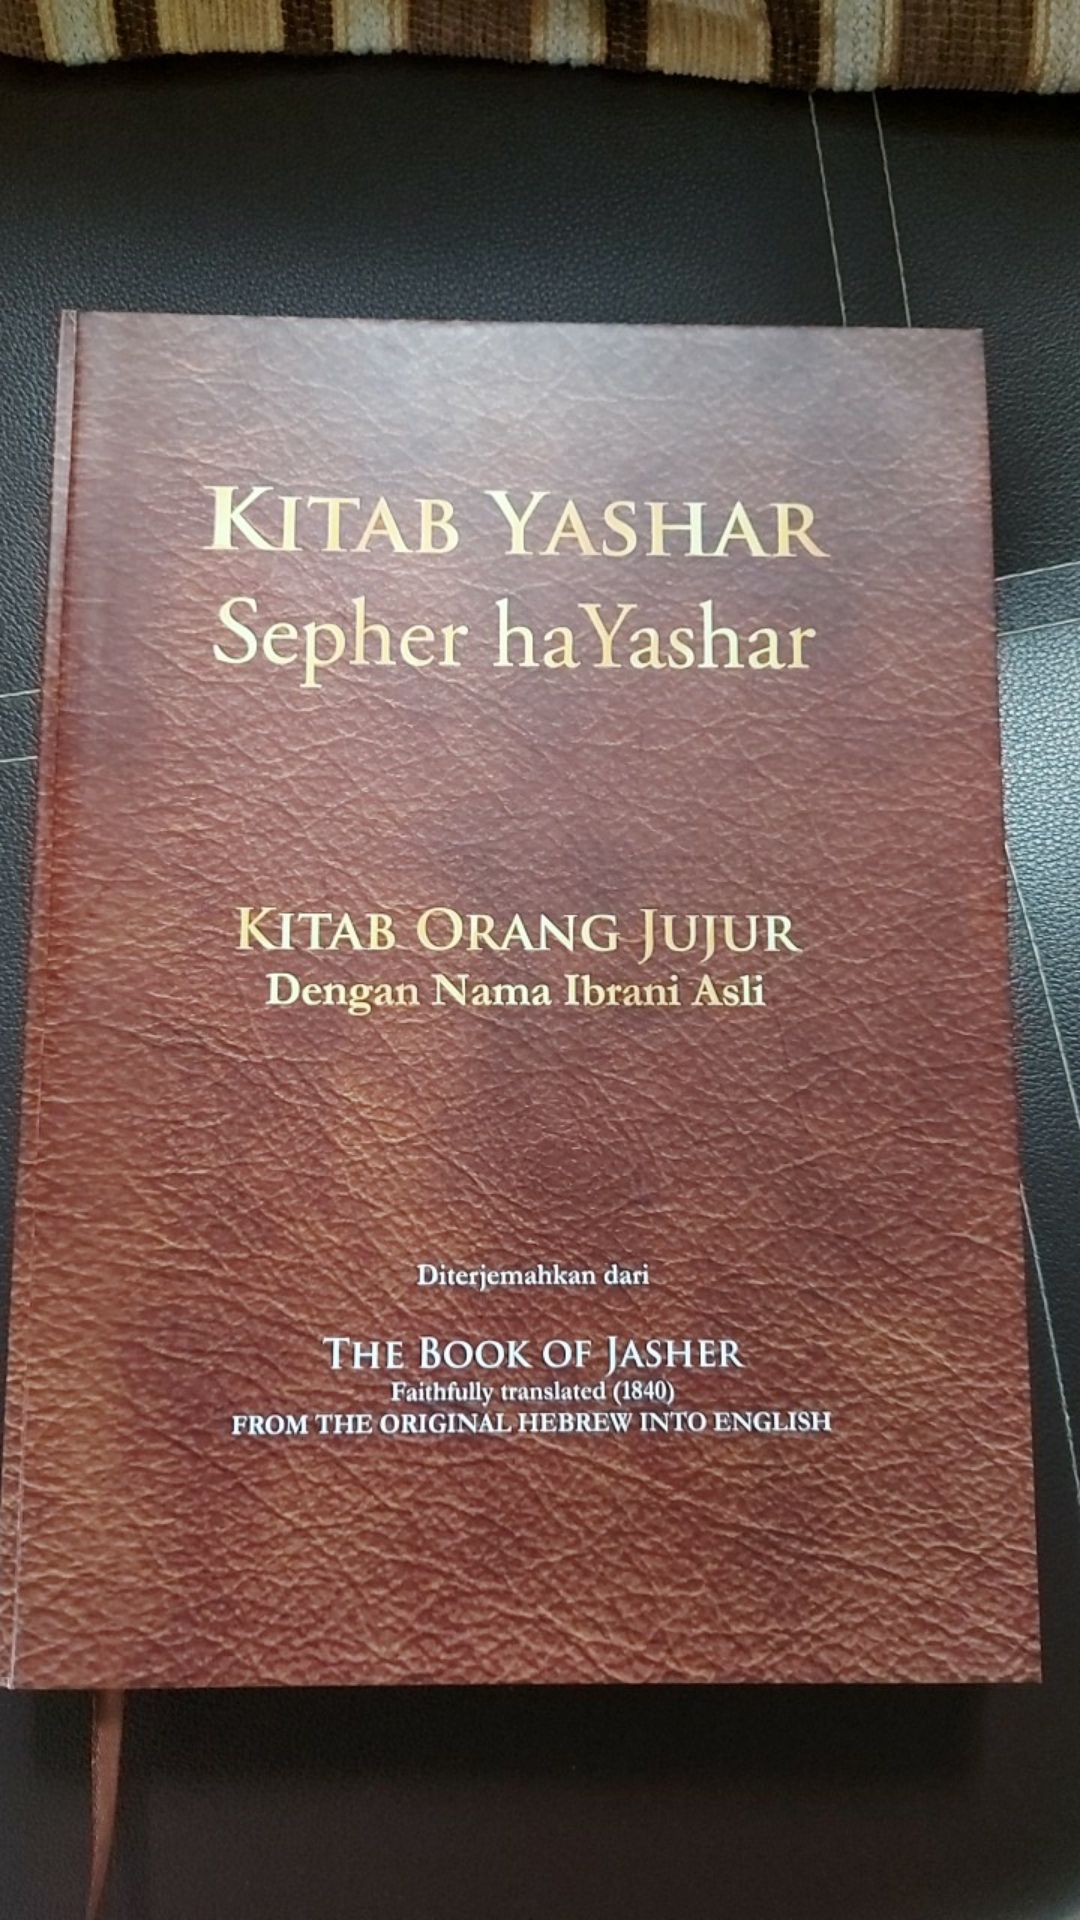 KITAB YASHAR
Sepher haYashar
KITAB ORANG JUJUR
Dengan Nama Ibrani Asli
Diterjemahkan dari
THE BOOK OF JASHER
Faithfully translated (1840)
FROM THE ORIGINAL HEBREW INTO ENGLISH